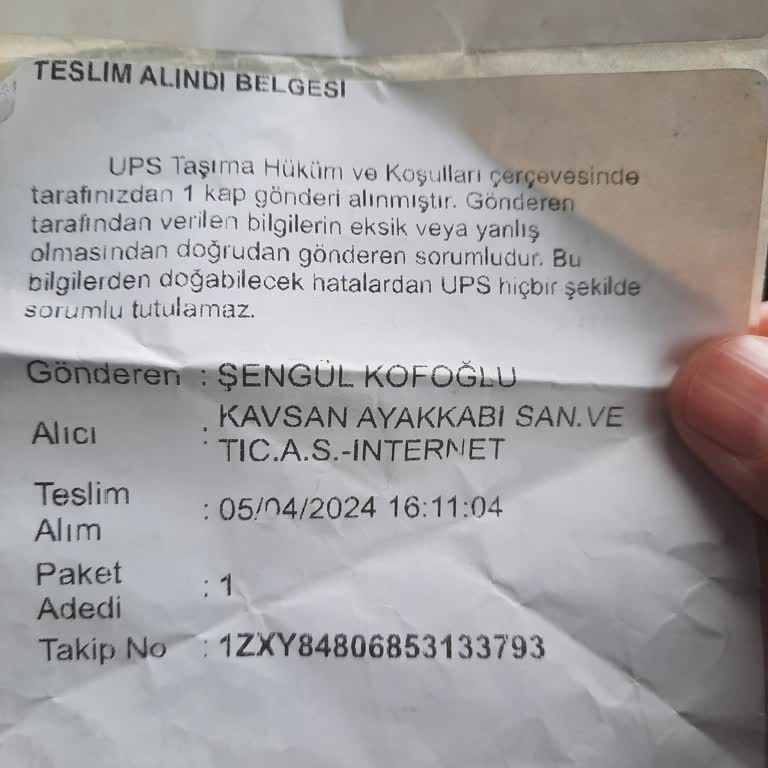 TESLİM ALINDI BELGESİ
UPS Taşıma Hüküm ve Koşulları çerçevesinde
tarafınızdan 1 kap gönderi alınmıştır. Gönderen
tarafından verilen bilgilerin eksik veya yanlış
olmasından doğrudan gönderen sorumludur. Bu
bilgilerden doğabilecek hatalardan UPS hiçbir şekilde
sorumlu tutulamaz.
Gönderen : ŞENGÜL KOFOĞLU
Alıcı : KAVSAN AYAKKABI SAN.VE
TIC.A.S.-INTERNET
Teslim
Alım : 05/04/2024 16:11:04
Paket
Adedi : 1
Takip No : 1ZXY84806853133793